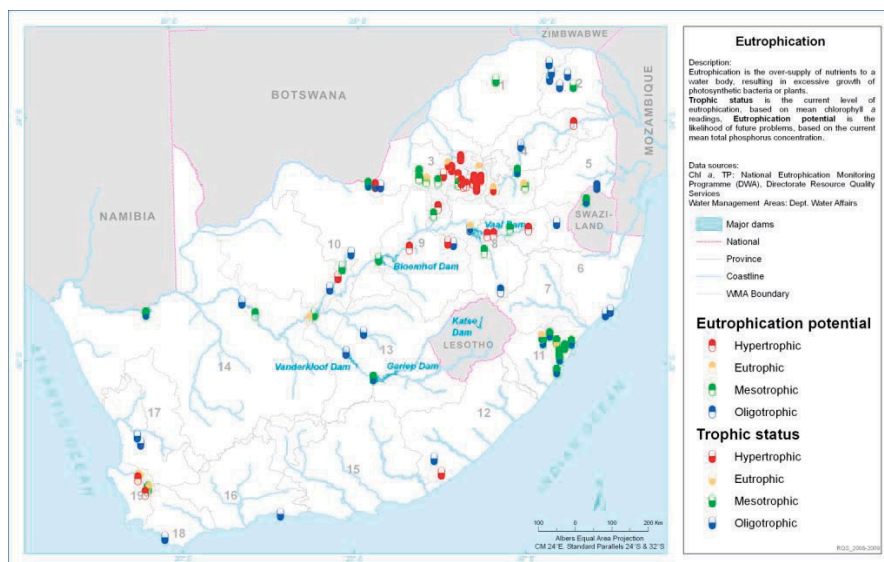 ZIMBABWE
BOTSWANA
MOZAMBIQUE
NAMIBIA
1
2
3
4
5
SWAZI-
LAND
Vaal Dam
10
9
8
6
Bloemhof Dam
7
Katse
Dam
LESOTHO
11
13
14
Vanderkloof Dam
Gariep Dam
12
ATLANTIC OCEAN
INDIAN OCEAN
17
15
16
19
18
100 0 100 200 Km
Albers Equal Area Projection
CM 24°E. Standard Parallels 24°S & 32°S
Eutrophication
Description:
Eutrophication is the over-supply of nutrients to a
water body, resulting in excessive growth of
photosynthetic bacteria or plants.
Trophic status is the current level of
eutrophication, based on mean chlorophyll a
readings, Eutrophication potential is the
likelihood of future problems, based on the current
mean total phosphorus concentration.
Data sources:
Chl a, TP: National Eutrophication Monitoring
Programme (DWA), Directorate Resource Quality
Services
Water Management Areas: Dept. Water Affairs
Major dams
National
Province
Coastline
WMA Boundary
Eutrophication potential
Hypertrophic
Eutrophic
Mesotrophic
Oligotrophic
Trophic status
Hypertrophic
Eutrophic
Mesotrophic
Oligotrophic